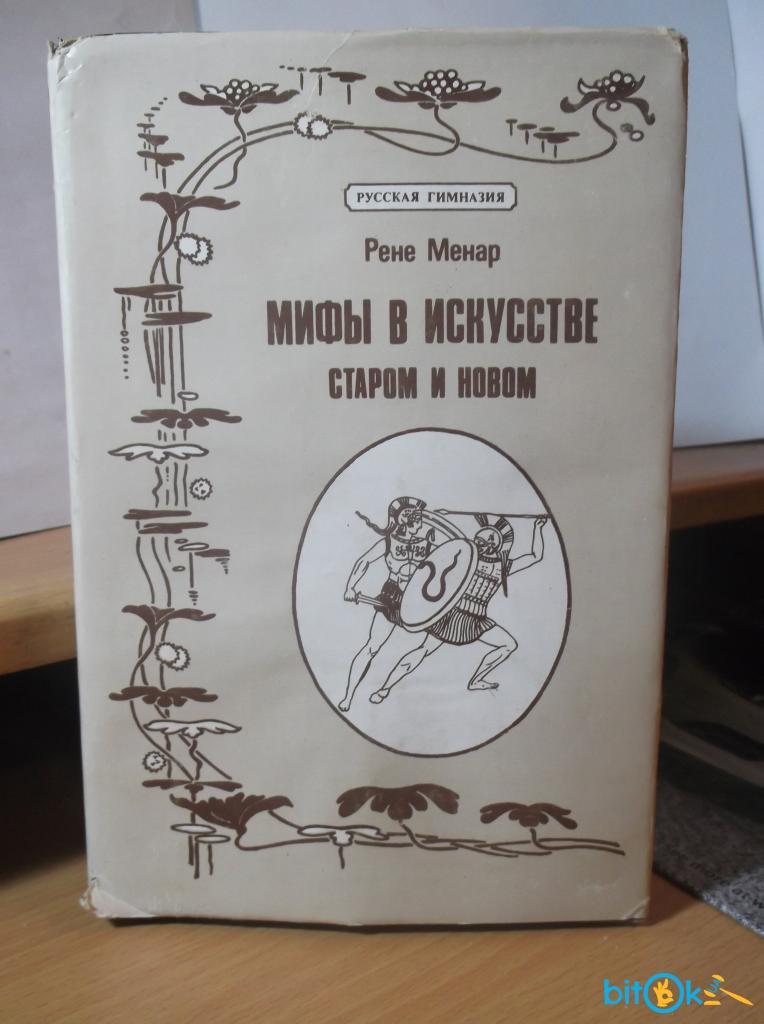 РУССКАЯ ГИМНАЗИЯ
Рене Менар
МИФЫ В ИСКУССТВЕ
СТАРОМ И НОВОМ
bitOk